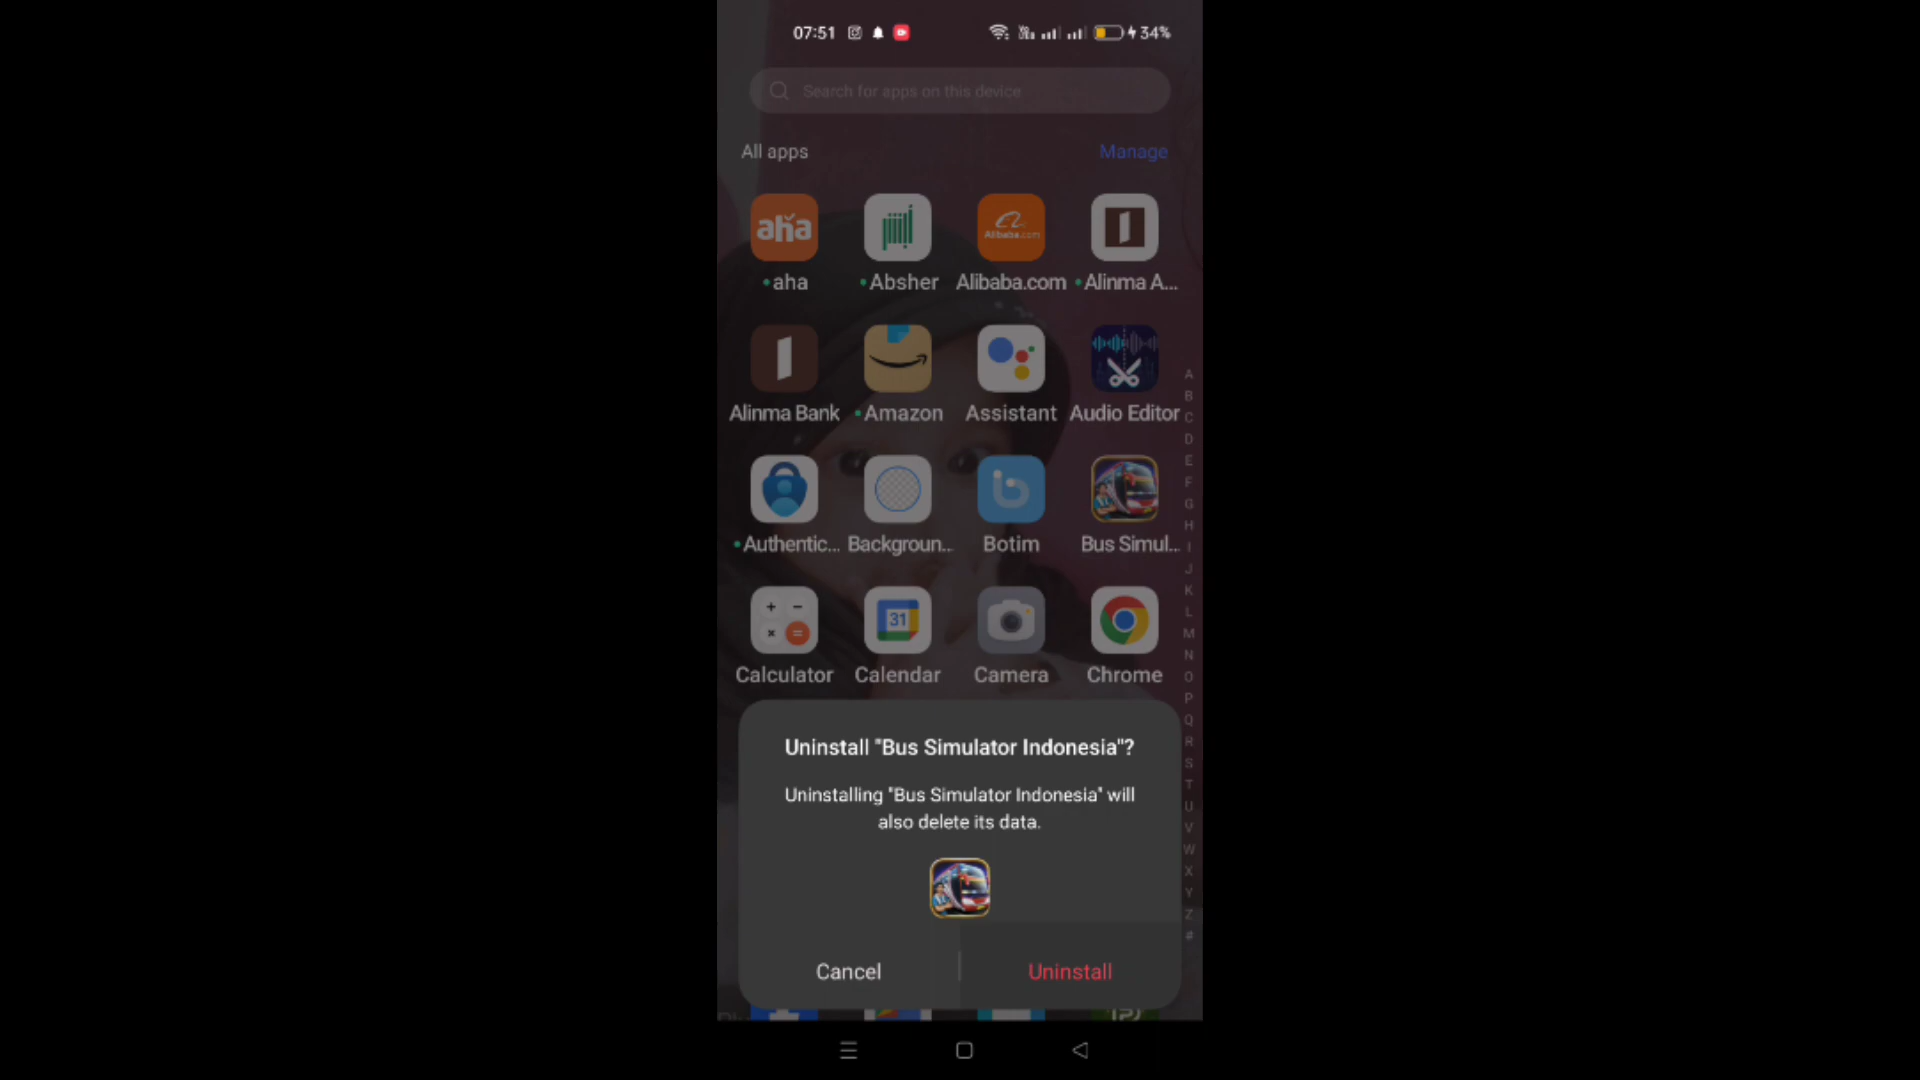 07:51
34%
Search for apps on this device
All apps
Manage
aha
Alibaba.com
aha
Absher
Alibaba.com
Alinma A...
Alinma Bank
Amazon
Assistant
Audio Editor
31
Authentic...
Backgroun...
Botim
Bus Simul...
Calculator
Calendar
Camera
Chrome
A
B
C
D
E
F
G
H
I
J
K
L
M
N
O
P
Q
R
S
T
U
V
W
X
Y
Z
#
Uninstall "Bus Simulator Indonesia"?
Uninstalling "Bus Simulator Indonesia" will
also delete its data.
Cancel
Uninstall